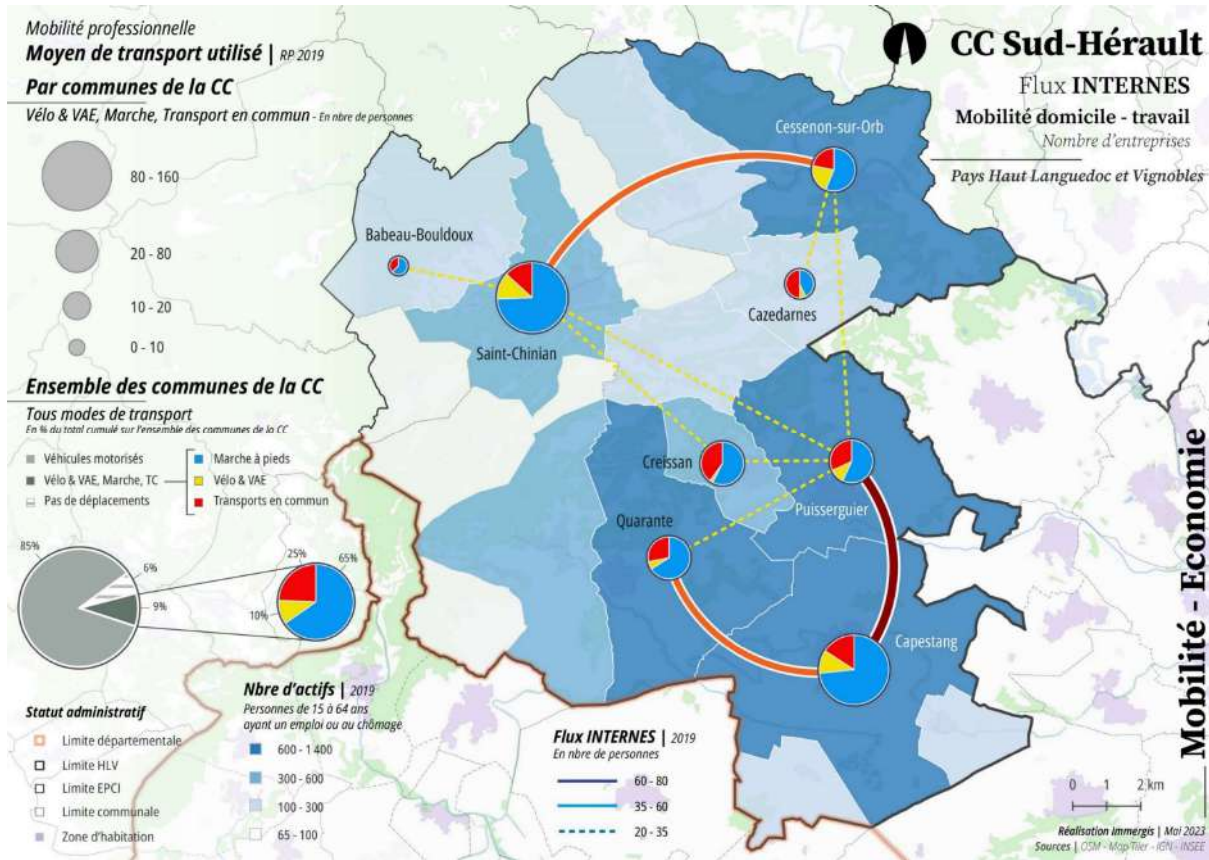 Mobilité professionnelle
Moyen de transport utilisé | RP 2019
Par communes de la CC
Vélo & VAE, Marche, Transport en commun - En nbre de personnes
80 - 160
20 - 80
10 - 20
0 - 10
Ensemble des communes de la CC
Tous modes de transport
En % du total cumulé sur l'ensemble des communes de la CC
Véhicules motorisés
Vélo & VAE, Marche, TC
Pas de déplacements
Marche à pieds
Vélo & VAE
Transports en commun
85%
6%
9%
25%
65%
10%
Statut administratif
Limite départementale
Limite HLV
Limite EPCI
Limite communale
Zone d'habitation
Nbre d'actifs | 2019
Personnes de 15 à 64 ans
ayant un emploi ou au chômage
600 - 1 400
300 - 600
100 - 300
65 - 100
Flux INTERNES | 2019
En nbre de personnes
60 - 80
35 - 60
20 - 35
CC Sud-Hérault
Flux INTERNES
Mobilité domicile - travail
Nombre d'entreprises
Pays Haut Languedoc et Vignobles
Cessenon-sur-Orb
Babeau-Bouldoux
Saint-Chinian
Cazedarnes
Creissan
Puisserguier
Quarante
Capestang
Mobilité - Economie
0 1 2 km
Réalisation Immergis | Mai 2023
Sources | OSM - Map Tiler - IGN - INSEE